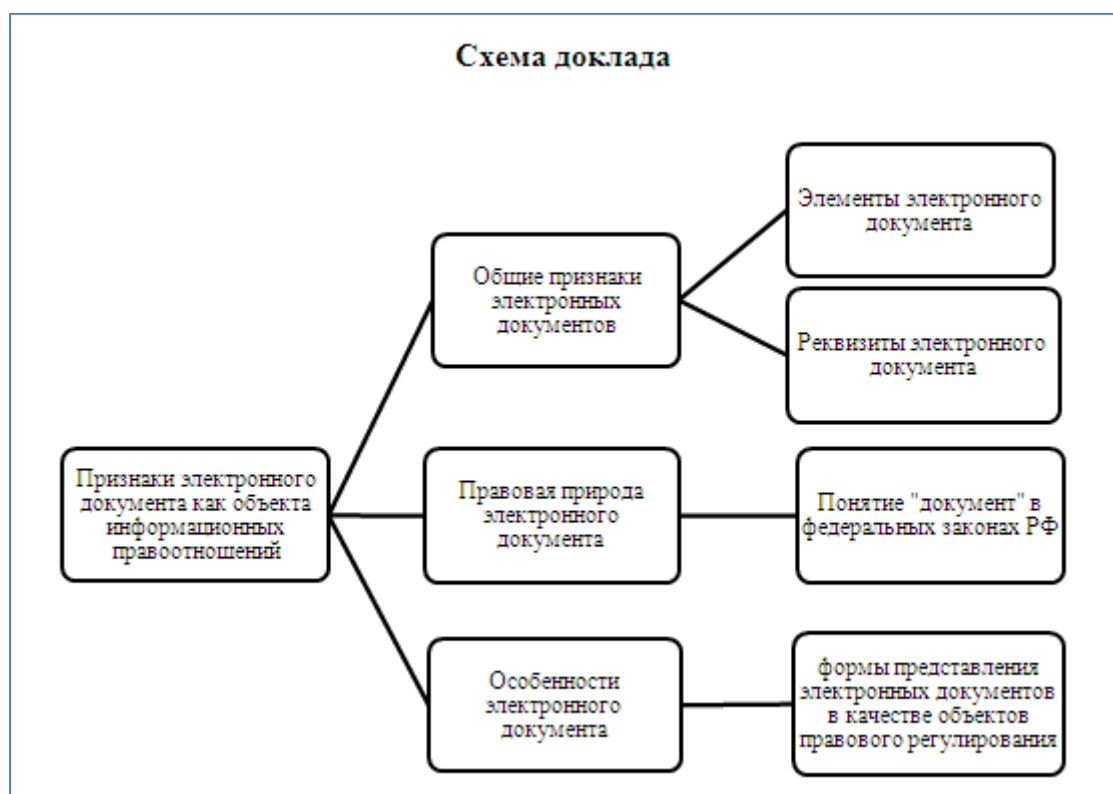 Схема доклада
Элементы электронного
документа
Общие признаки
электронных
документов
Реквизиты электронного
документа
Признаки электронного
документа как объекта
информационных
правоотношений
Правовая природа
электронного
документа
Понятие "документ" в
федеральных законах РФ
Особенности
электронного
документа
формы представления
электронных документов
в качестве объектов
правового регулирования